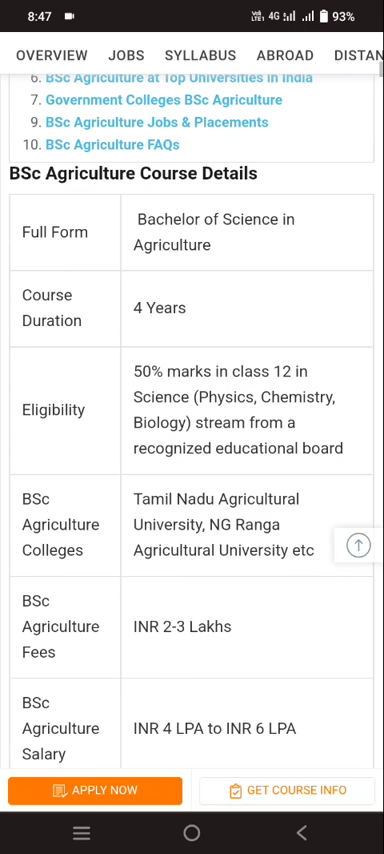 8:47 Vo) LTE1 4G 93%
OVERVIEW JOBS SYLLABUS ABROAD DISTAN
6. BSc Agriculture at Top Universities in India
7. Government Colleges BSc Agriculture
9. BSc Agriculture Jobs & Placements
10. BSc Agriculture FAQs
BSc Agriculture Course Details
Full Form
Bachelor of Science in
Agriculture
Course
Duration
4 Years
Eligibility
50% marks in class 12 in
Science (Physics, Chemistry,
Biology) stream from a
recognized educational board
BSc
Agriculture
Colleges
Tamil Nadu Agricultural
University, NG Ranga
Agricultural University etc
BSc
Agriculture
Fees
INR 2-3 Lakhs
BSc
Agriculture
Salary
INR 4 LPA to INR 6 LPA
APPLY NOW
GET COURSE INFO